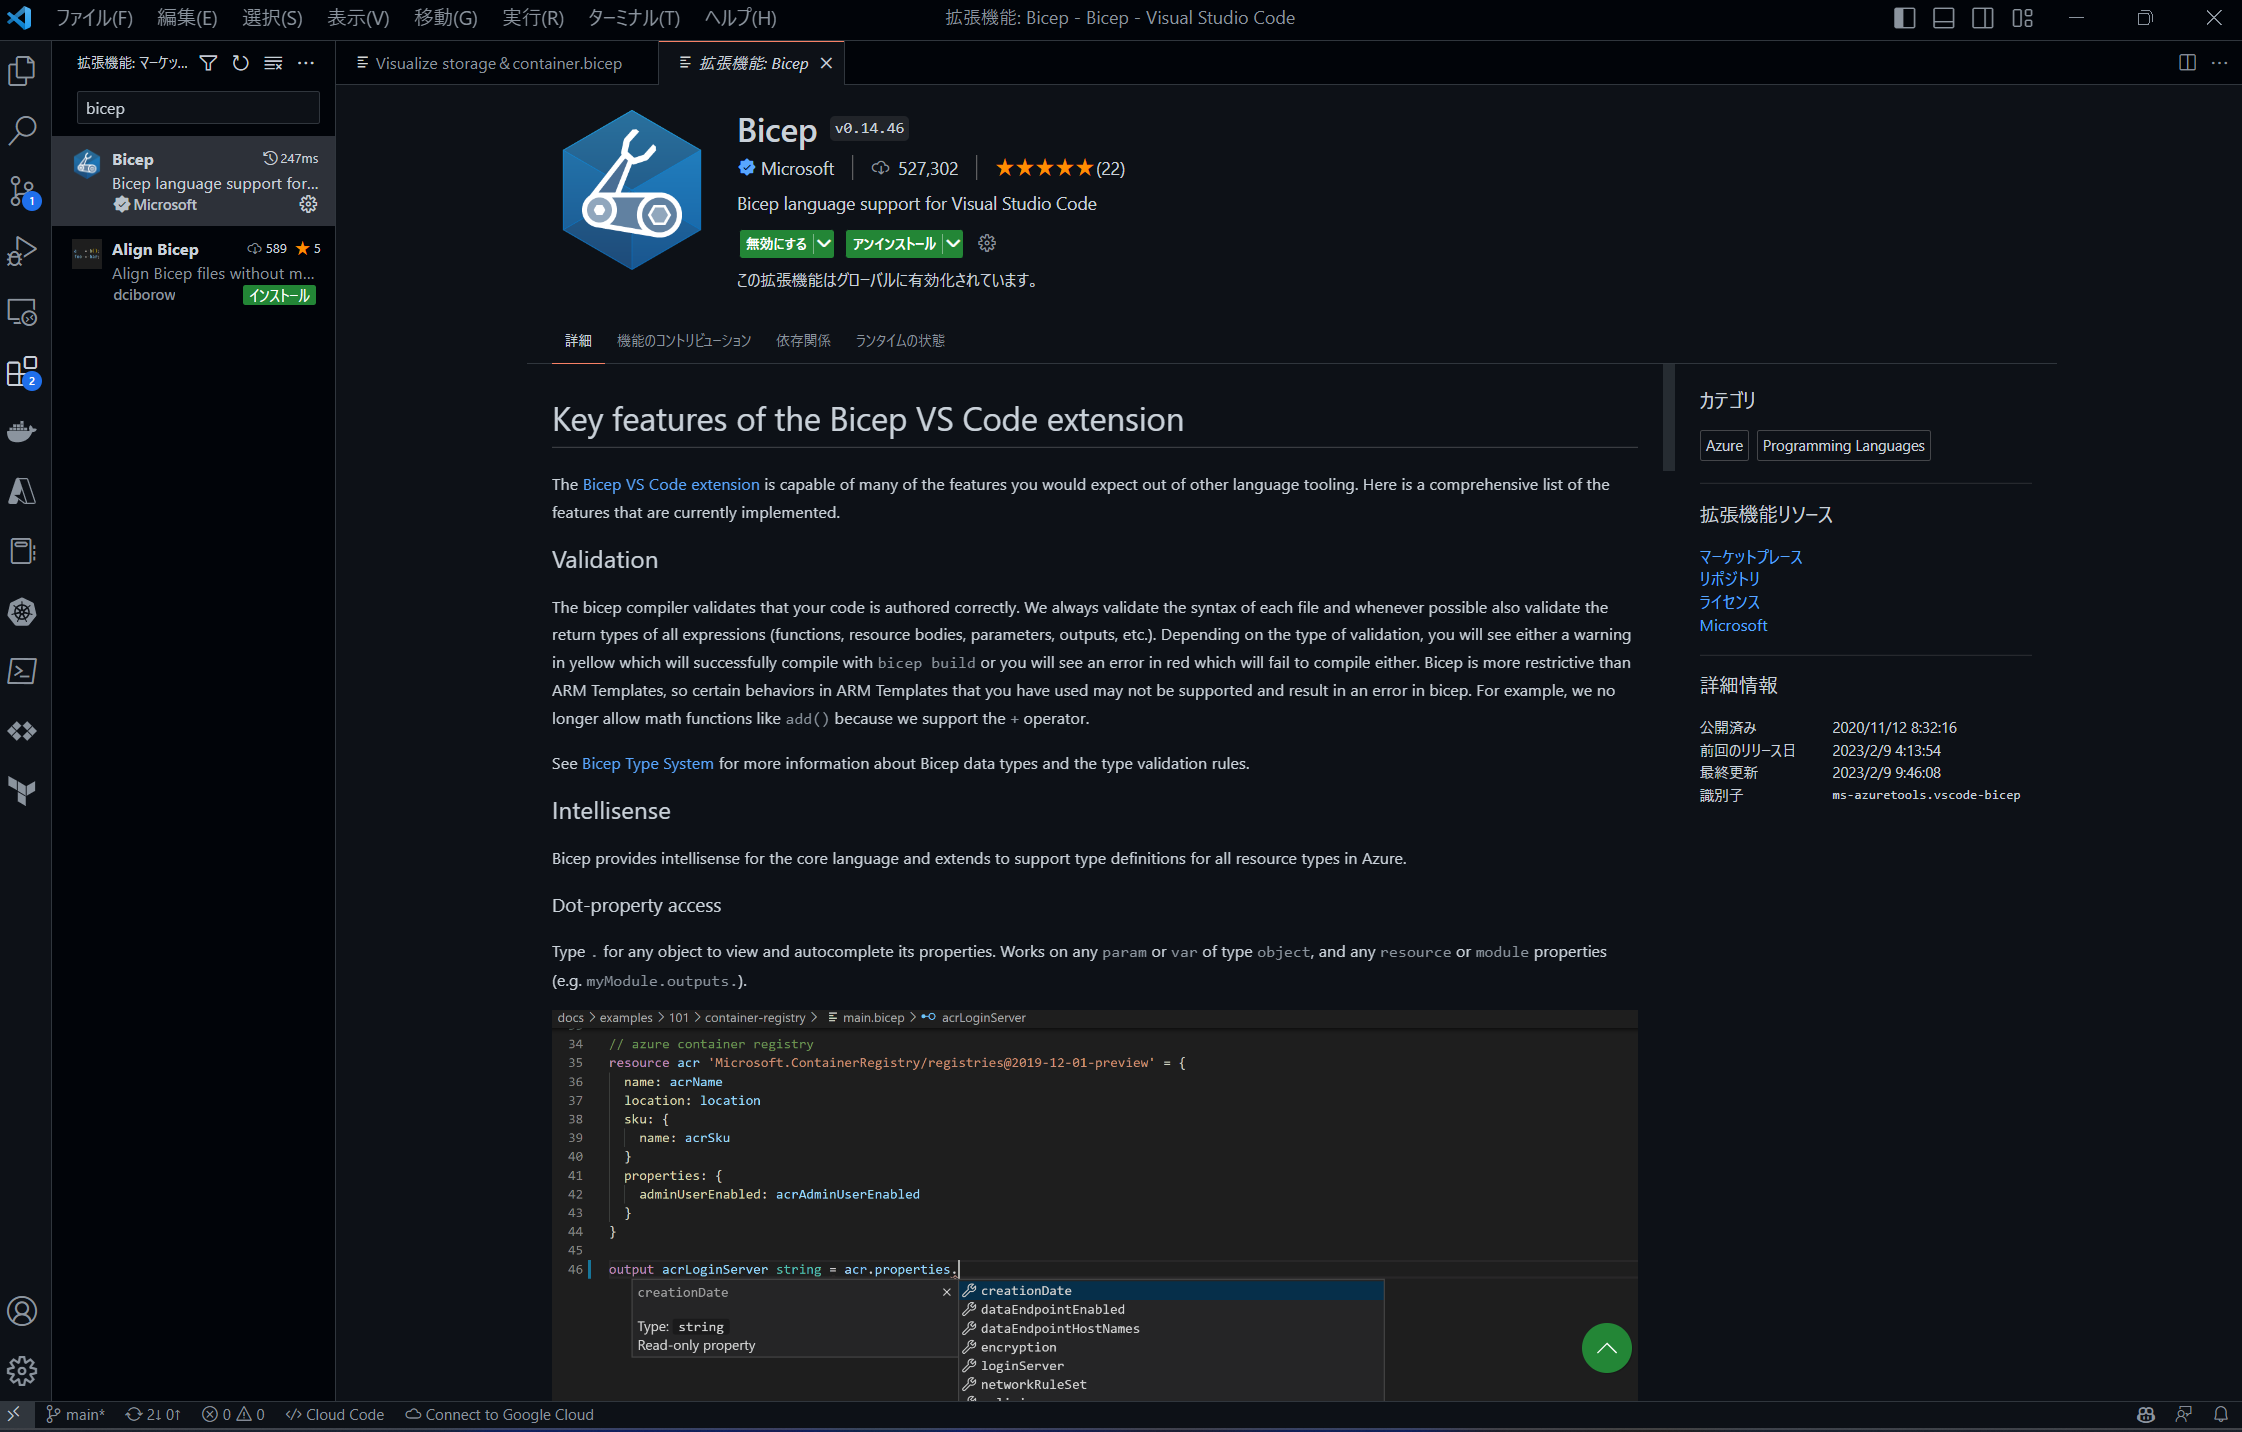 ファイル(F) 編集(E) 選択(S) 表示(V) 移動(G) 実行(R) ターミナル(T) ヘルプ(H)
拡張機能: Bicep - Bicep - Visual Studio Code
拡張機能: マーケッ...
bicep
Bicep 247ms
Bicep language support for...
Microsoft
Align Bicep 589 ★ 5
Align Bicep files without m...
dciborow インストール
1
2
Visualize storage＆container.bicep
拡張機能: Bicep
Bicep v0.14.46
Microsoft 527,302 ★★★★★(22)
Bicep language support for Visual Studio Code
無効にする アンインストール
この拡張機能はグローバルに有効化されています。
詳細 機能のコントリビューション 依存関係 ランタイムの状態
Key features of the Bicep VS Code extension
The Bicep VS Code extension is capable of many of the features you would expect out of other language tooling. Here is a comprehensive list of the
features that are currently implemented.
Validation
The bicep compiler validates that your code is authored correctly. We always validate the syntax of each file and whenever possible also validate the
return types of all expressions (functions, resource bodies, parameters, outputs, etc.). Depending on the type of validation, you will see either a warning
in yellow which will successfully compile with bicep build or you will see an error in red which will fail to compile either. Bicep is more restrictive than
ARM Templates, so certain behaviors in ARM Templates that you have used may not be supported and result in an error in bicep. For example, we no
longer allow math functions like add() because we support the + operator.
See Bicep Type System for more information about Bicep data types and the type validation rules.
Intellisense
Bicep provides intellisense for the core language and extends to support type definitions for all resource types in Azure.
Dot-property access
Type . for any object to view and autocomplete its properties. Works on any param or var of type object, and any resource or module properties
(e.g. myModule.outputs.).
docs > examples > 101 > container-registry > main.bicep > acrLoginServer
34 // azure container registry
35 resource acr 'Microsoft.ContainerRegistry/registries@2019-12-01-preview' = {
36 name: acrName
37 location: location
38 sku: {
39 name: acrSku
40 }
41 properties: {
42 adminUserEnabled: acrAdminUserEnabled
43 }
44 }
45
46 output acrLoginServer string = acr.properties.
creationDate ×
Type: string
Read-only property
creationDate
dataEndpointEnabled
dataEndpointHostNames
encryption
loginServer
networkRuleSet
カテゴリ
Azure Programming Languages
拡張機能リソース
マーケットプレース
リポジトリ
ライセンス
Microsoft
詳細情報
公開済み 2020/11/12 8:32:16
前回のリリース日 2023/2/9 4:13:54
最終更新 2023/2/9 9:46:08
識別子 ms-azuretools.vscode-bicep
main* 2↓ 0↑ 0 0 Cloud Code Connect to Google Cloud